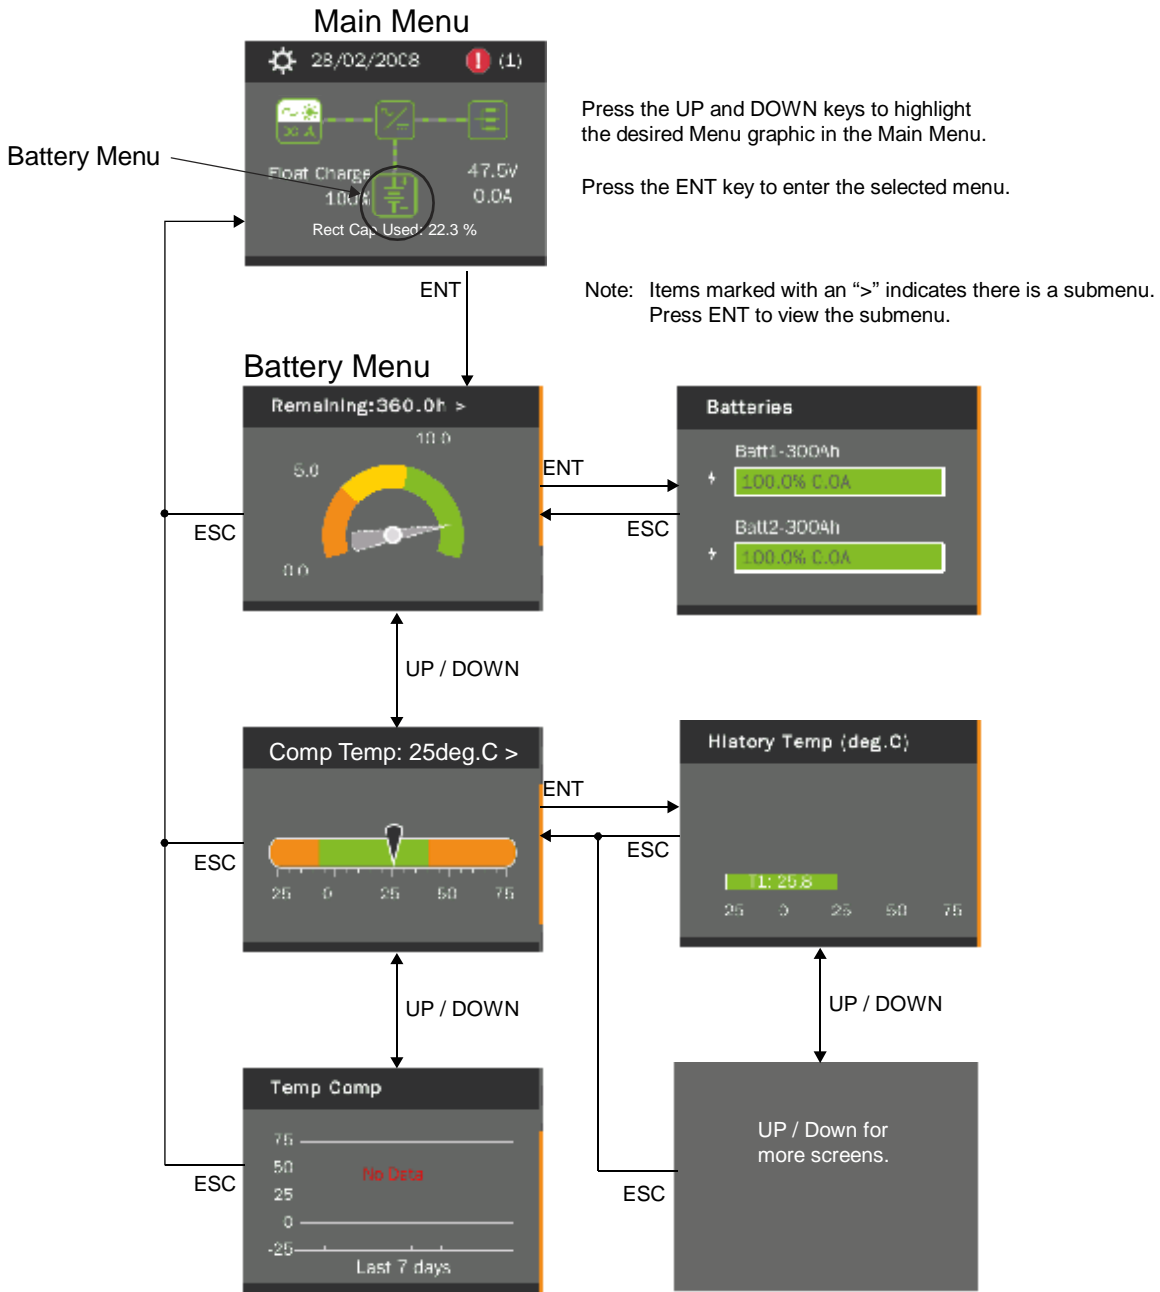 Main Menu
28/02/2008 (1)
Press the UP and DOWN keys to highlight
the desired Menu graphic in the Main Menu.
Battery Menu
Float Charge 47.5V
100% 0.0A
Press the ENT key to enter the selected menu.
Rect Cap Used: 22.3 %
ENT
Note: Items marked with an “>” indicates there is a submenu.
Press ENT to view the submenu.
Battery Menu
Remaining:360.0h >
10.0
5.0
0.0
ENT
ESC
ESC
Batteries
Batt1-300Ah
100.0% 0.0A
Batt2-300Ah
100.0% 0.0A
UP / DOWN
Comp Temp: 25deg.C >
25 0 25 50 75
ENT
ESC
ESC
History Temp (deg.C)
T1: 25.8
25 0 25 50 75
UP / DOWN
UP / DOWN
Temp Comp
75
50
No Data
25
0
-25
Last 7 days
ESC
UP / Down for
more screens.
ESC